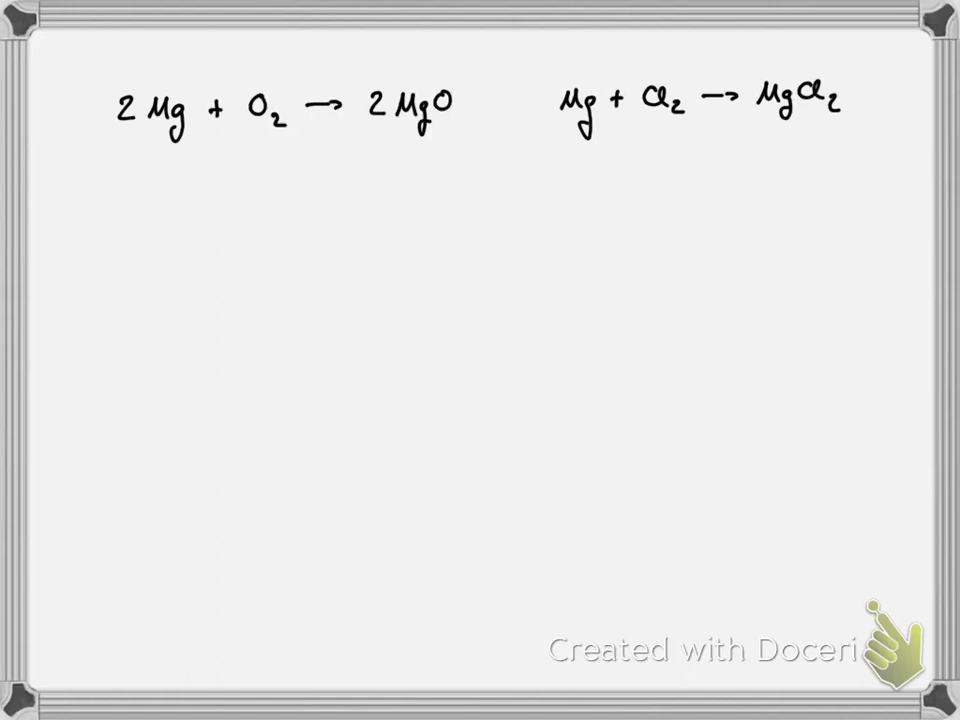 2 Mg + O₂ → 2 MgO
Mg + Cl₂ → MgCl₂
Created with Doceri